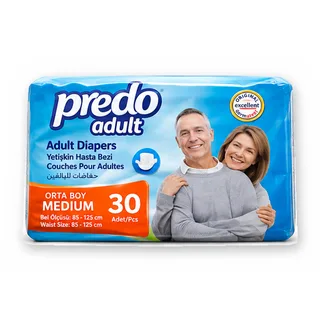 predo
adult
Adult Diapers
Yetişkin Hasta Bezi
Couches Pour Adultes
حفاضات للبالغين
ORTA BOY
MEDIUM
Bel Ölçüsü: 85 - 125 cm
Waist Size: 85 - 125 cm
30
Adet/Pcs
ORIGINAL
excellent